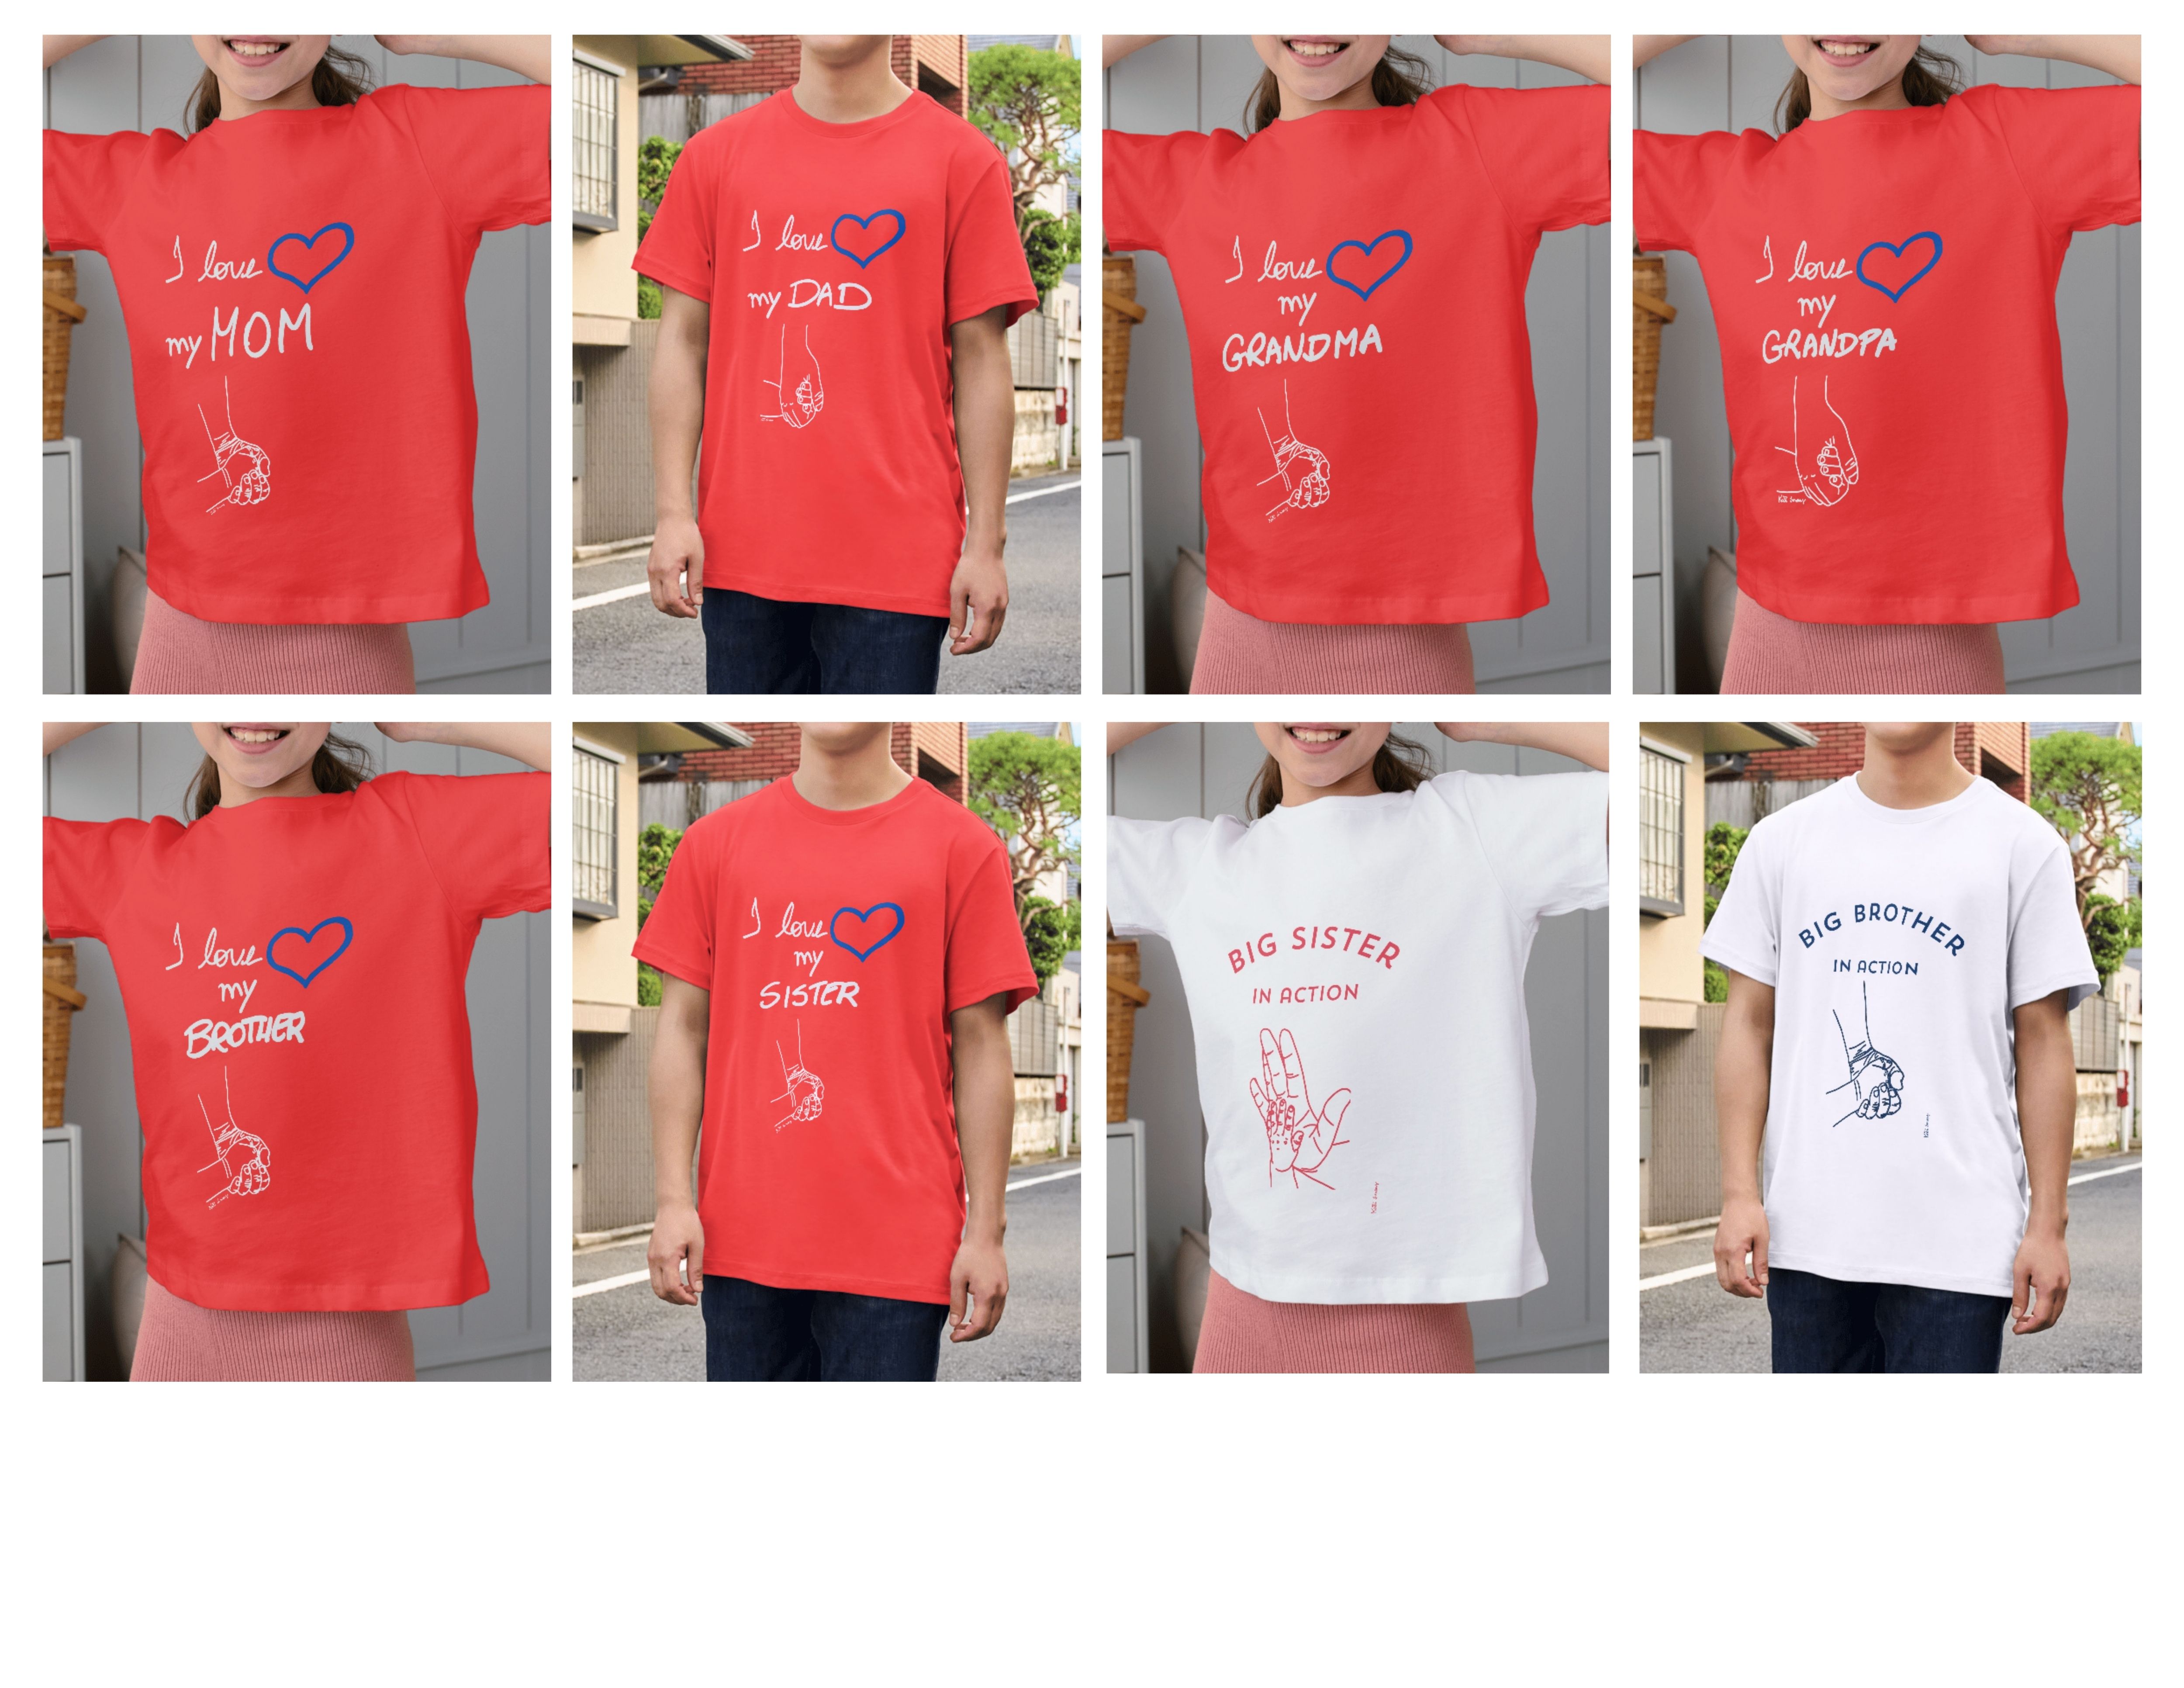 I love
my MOM
I love
my DAD
I love
my
GRANDMA
I love
my
GRANDPA
I love
my
BROTHER
I love
my
SISTER
BIG SISTER
IN ACTION
BIG BROTHER
IN ACTION